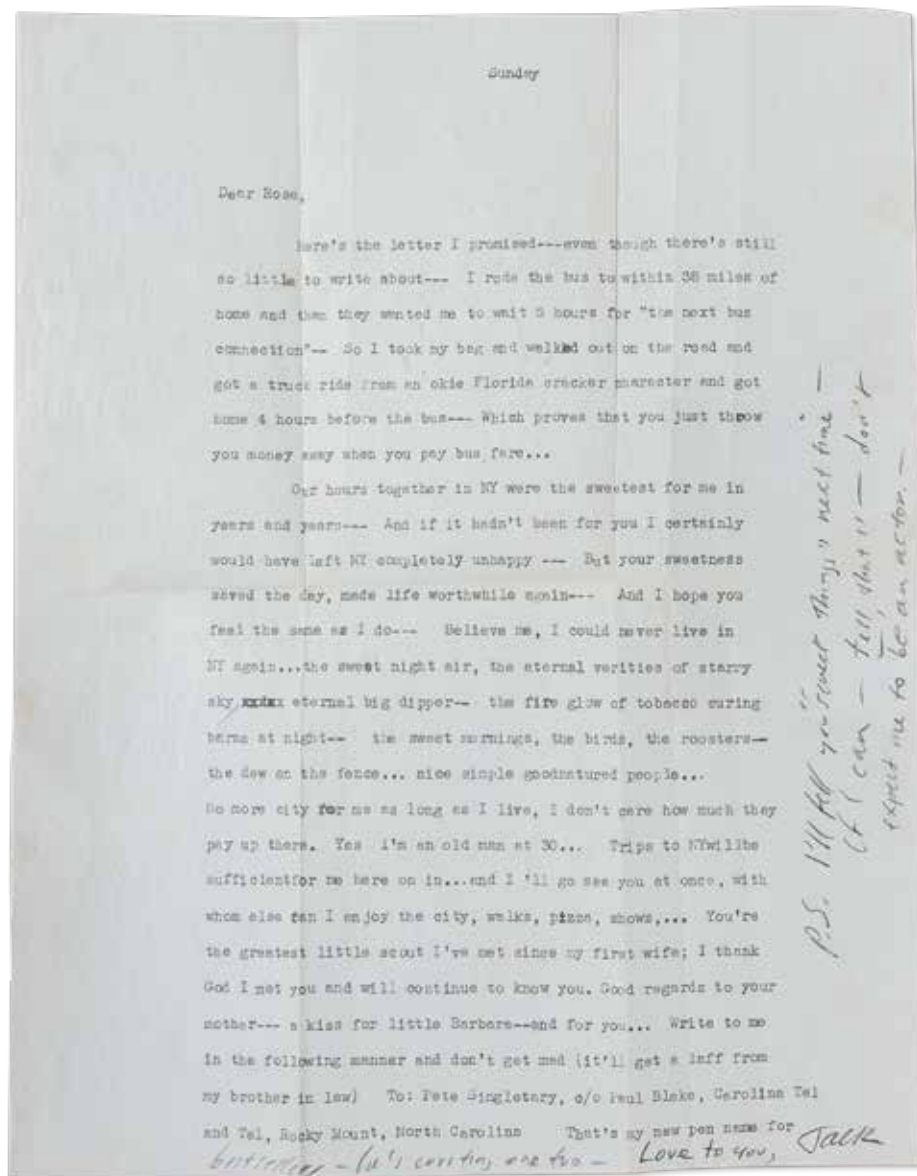 Sunday
Dear Rose,
Here's the letter I promised---even though there's still
so little to write about--- I rode the bus to within 38 miles of
home and then they wanted me to wait 5 hours for "the next bus
connection"-- So I took my bag and walked out on the road and
got a truck ride from an okie Florida cracker character and got
home 4 hours before the bus--- Which proves that you just throw
you money away when you pay bus fare...
Our hours together in NY were the sweetest for me in
years and years--- And if it hadn't been for you I certainly
would have left NY completely unhappy --- But your sweetness
saved the day, made life worthwhile again--- And I hope you
feel the same as I do--- Believe me, I could never live in
NY again...the sweet night air, the eternal verities of starry
sky eternal big dipper-- the fire glow of tobacco curing
barns at night-- the sweet mornings, the birds, the roosters--
the dew on the fence... nice simple goodnatured people...
No more city for me as long as I live, I don't care how much they
pay up there. Yes I'm an old man at 30... Trips to NYwillbe
sufficientfor me here on in...and I 'll go see you at once, with
whom else can I enjoy the city, walks, pizza, shows,... You're
the greatest little scout I've met since my first wife; I thank
God I met you and will continue to know you. Good regards to your
mother--- a kiss for little Barbara--and for you... Write to me
in the following manner and don't get mad (it'll get a laff from
my brother in law) To: Pete Singletary, c/o Paul Blake, Carolina Tel
and Tel, Rocky Mount, North Carolina That's my new pen name for
- (it's exciting one too -
Love to you,
Jack
P.S. I'll tell you "sweet things" next time —
if I can — tell that is — don't
expect me to be an actor. —